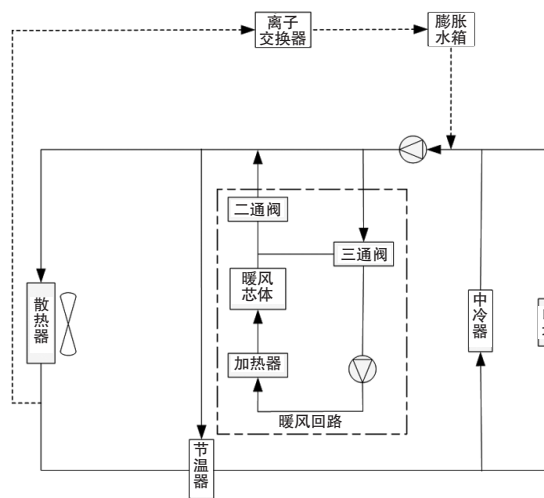 离子
交换器
膨胀
水箱
二通阀
三通阀
暖风
芯体
散
热
器
中
冷
器
加热器
暖风回路
节
温
器